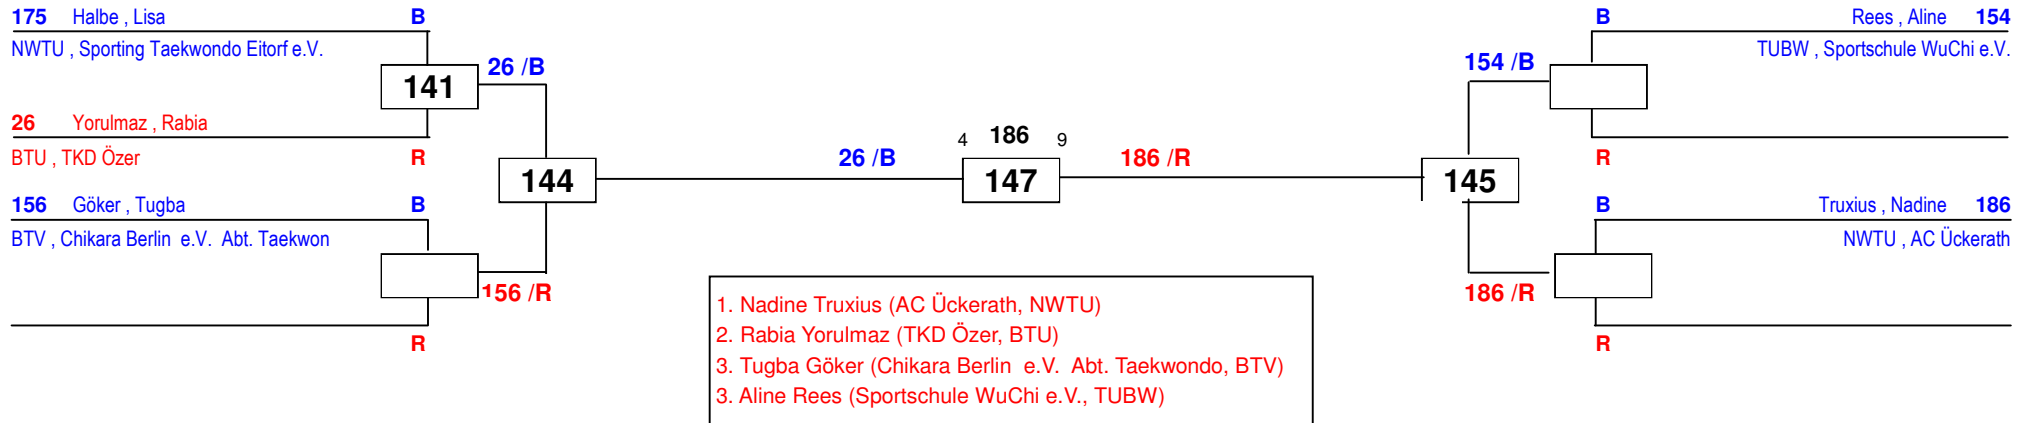 175 Halbe , Lisa B
NWTU , Sporting Taekwondo Eitorf e.V.
141
26 /B
26 Yorulmaz , Rabia
BTU , TKD Özer R
144
156 Göker , Tugba B
BTV , Chikara Berlin e.V. Abt. Taekwon
156 /R
R
26 /B
4 186 9
147
186 /R
B Rees , Aline 154
TUBW , Sportschule WuChi e.V.
154 /B
R
145
B Truxius , Nadine 186
NWTU , AC Ückerath
186 /R
R
1. Nadine Truxius (AC Ückerath, NWTU)
2. Rabia Yorulmaz (TKD Özer, BTU)
3. Tugba Göker (Chikara Berlin e.V. Abt. Taekwondo, BTV)
3. Aline Rees (Sportschule WuChi e.V., TUBW)